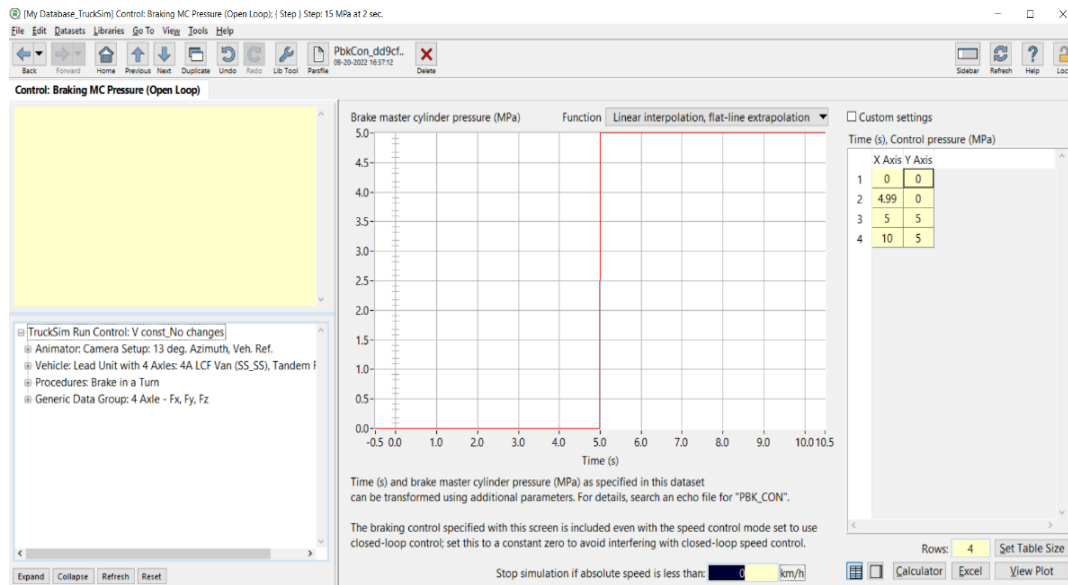 [My Database_TruckSim] Control: Braking MC Pressure (Open Loop); { Step } Step: 15 MPa at 2 sec.
File Edit Datasets Libraries Go To View Tools Help
PbkCon_dd9cf..
09-20-2022 16:37:12
Back Forward Home Previous Next Duplicate Undo Redo Lib Tool Parsfile Delete Sidebar Refresh Help Loc
Control: Braking MC Pressure (Open Loop)
TruckSim Run Control: V const_No changes
Animator: Camera Setup: 13 deg. Azimuth, Veh. Ref.
Vehicle: Lead Unit with 4 Axles: 4A LCF Van (SS_SS), Tandem F
Procedures: Brake in a Turn
Generic Data Group: 4 Axle - Fx, Fy, Fz
Expand Collapse Refresh Reset
Brake master cylinder pressure (MPa) Function Linear interpolation, flat-line extrapolation
5.0
4.5
4.0
3.5
3.0
2.5
2.0
1.5
1.0
0.5
0.0
-0.5 0.0 1.0 2.0 3.0 4.0 5.0 6.0 7.0 8.0 9.0 10.0 10.5
Time (s)
Time (s) and brake master cylinder pressure (MPa) as specified in this dataset
can be transformed using additional parameters. For details, search an echo file for "PBK_CON".
The braking control specified with this screen is included even with the speed control mode set to use
closed-loop control; set this to a constant zero to avoid interfering with closed-loop speed control.
Stop simulation if absolute speed is less than: 0 km/h
Custom settings
Time (s), Control pressure (MPa)
X Axis Y Axis
1 0 0
2 4.99 0
3 5 5
4 10 5
Rows: 4 Set Table Size
Calculator Excel View Plot